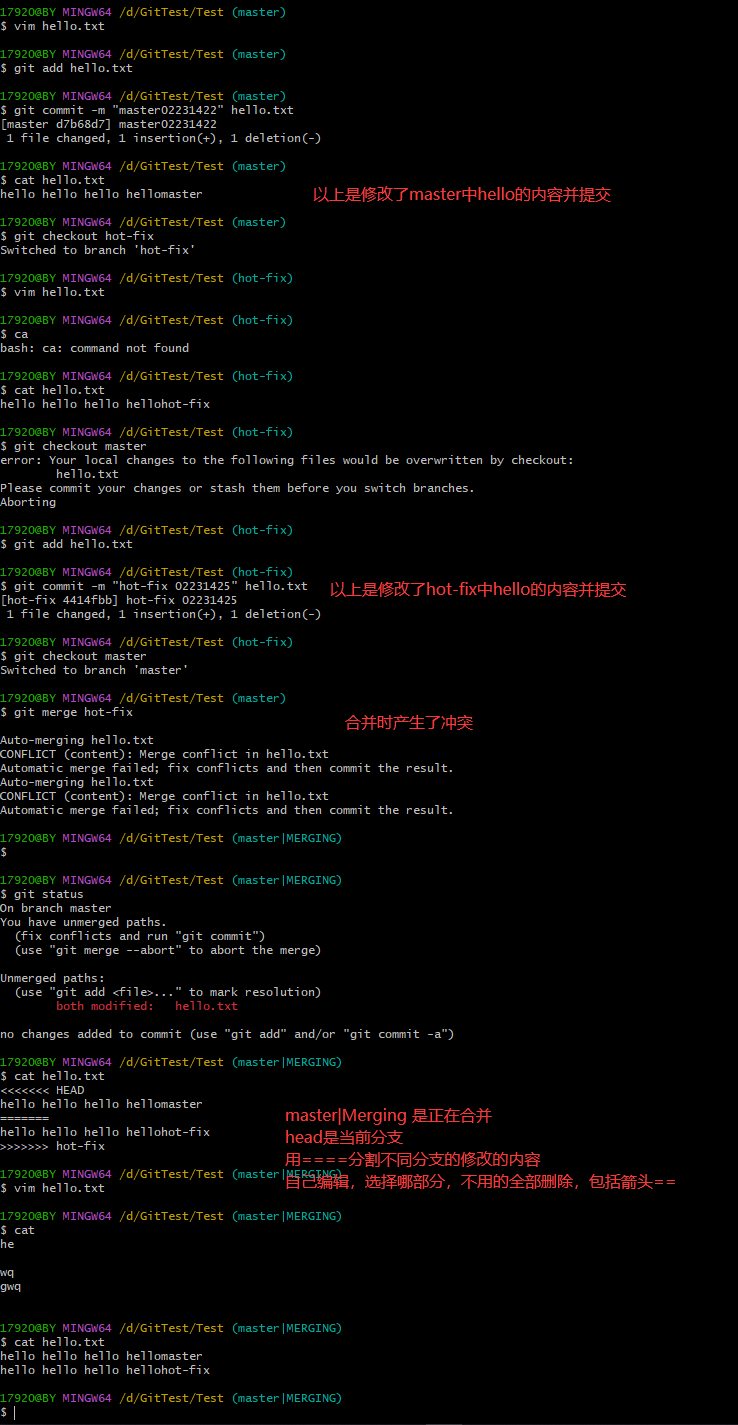 17920@BY MINGW64 /d/GitTest/Test (master)
$ vim hello.txt
17920@BY MINGW64 /d/GitTest/Test (master)
$ git add hello.txt
17920@BY MINGW64 /d/GitTest/Test (master)
$ git commit -m "master02231422" hello.txt
[master d7b68d7] master02231422
 1 file changed, 1 insertion(+), 1 deletion(-)
17920@BY MINGW64 /d/GitTest/Test (master)
$ cat hello.txt
hello hello hello hellomaster
以上是修改了master中hello的内容并提交
17920@BY MINGW64 /d/GitTest/Test (master)
$ git checkout hot-fix
Switched to branch 'hot-fix'
17920@BY MINGW64 /d/GitTest/Test (hot-fix)
$ vim hello.txt
17920@BY MINGW64 /d/GitTest/Test (hot-fix)
$ ca
bash: ca: command not found
17920@BY MINGW64 /d/GitTest/Test (hot-fix)
$ cat hello.txt
hello hello hello hellohot-fix
17920@BY MINGW64 /d/GitTest/Test (hot-fix)
$ git checkout master
error: Your local changes to the following files would be overwritten by checkout:
        hello.txt
Please commit your changes or stash them before you switch branches.
Aborting
17920@BY MINGW64 /d/GitTest/Test (hot-fix)
$ git add hello.txt
17920@BY MINGW64 /d/GitTest/Test (hot-fix)
$ git commit -m "hot-fix 02231425" hello.txt
以上是修改了hot-fix中hello的内容并提交
[hot-fix 4414fbb] hot-fix 02231425
 1 file changed, 1 insertion(+), 1 deletion(-)
17920@BY MINGW64 /d/GitTest/Test (hot-fix)
$ git checkout master
Switched to branch 'master'
17920@BY MINGW64 /d/GitTest/Test (master)
$ git merge hot-fix
合并时产生了冲突
Auto-merging hello.txt
CONFLICT (content): Merge conflict in hello.txt
Automatic merge failed; fix conflicts and then commit the result.
Auto-merging hello.txt
CONFLICT (content): Merge conflict in hello.txt
Automatic merge failed; fix conflicts and then commit the result.
17920@BY MINGW64 /d/GitTest/Test (master|MERGING)
$
17920@BY MINGW64 /d/GitTest/Test (master|MERGING)
$ git status
On branch master
You have unmerged paths.
  (fix conflicts and run "git commit")
  (use "git merge --abort" to abort the merge)
Unmerged paths:
  (use "git add <file>..." to mark resolution)
        both modified:   hello.txt
no changes added to commit (use "git add" and/or "git commit -a")
17920@BY MINGW64 /d/GitTest/Test (master|MERGING)
$ cat hello.txt
<<<<<<< HEAD
hello hello hello hellomaster
=======
hello hello hello hellohot-fix
>>>>>>> hot-fix
master|Merging 是正在合并
head是当前分支
用====分割不同分支的修改的内容
自己编辑，选择哪部分，不用的全部删除，包括箭头==
17920@BY MINGW64 /d/GitTest/Test (master|MERGING)
$ vim hello.txt
17920@BY MINGW64 /d/GitTest/Test (master|MERGING)
$ cat
he
wq
gwq
17920@BY MINGW64 /d/GitTest/Test (master|MERGING)
$ cat hello.txt
hello hello hello hellomaster
hello hello hello hellohot-fix
17920@BY MINGW64 /d/GitTest/Test (master|MERGING)
$